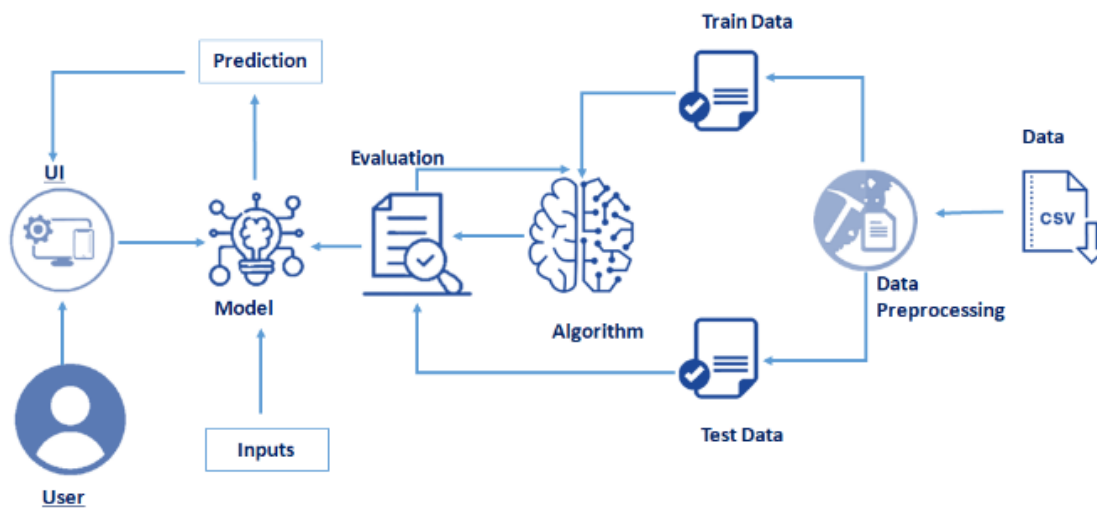 Train Data
Prediction
Data
Evaluation
UI
CSV
Model
Data
Preprocessing
Algorithm
Inputs
Test Data
User